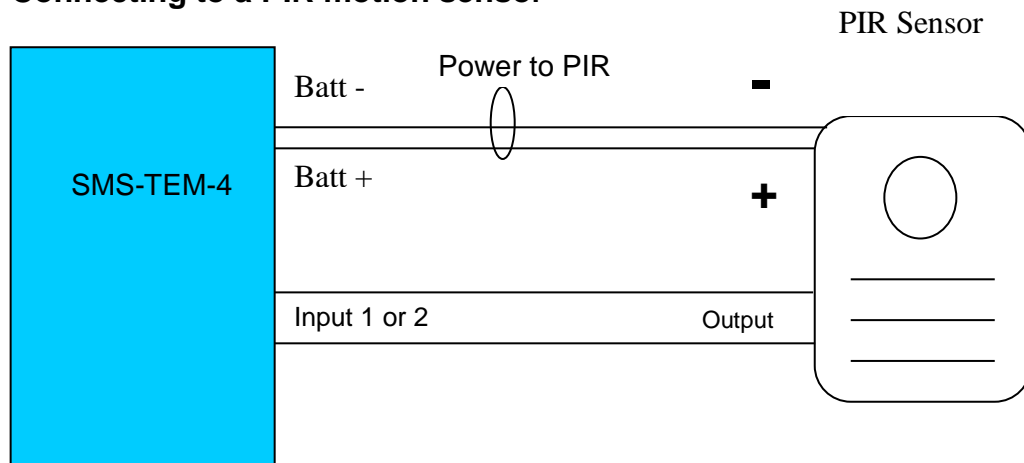 Connecting to a PIR motion sensor
PIR Sensor
Power to PIR
Batt -
-
SMS-TEM-4
Batt +
+
Input 1 or 2
Output